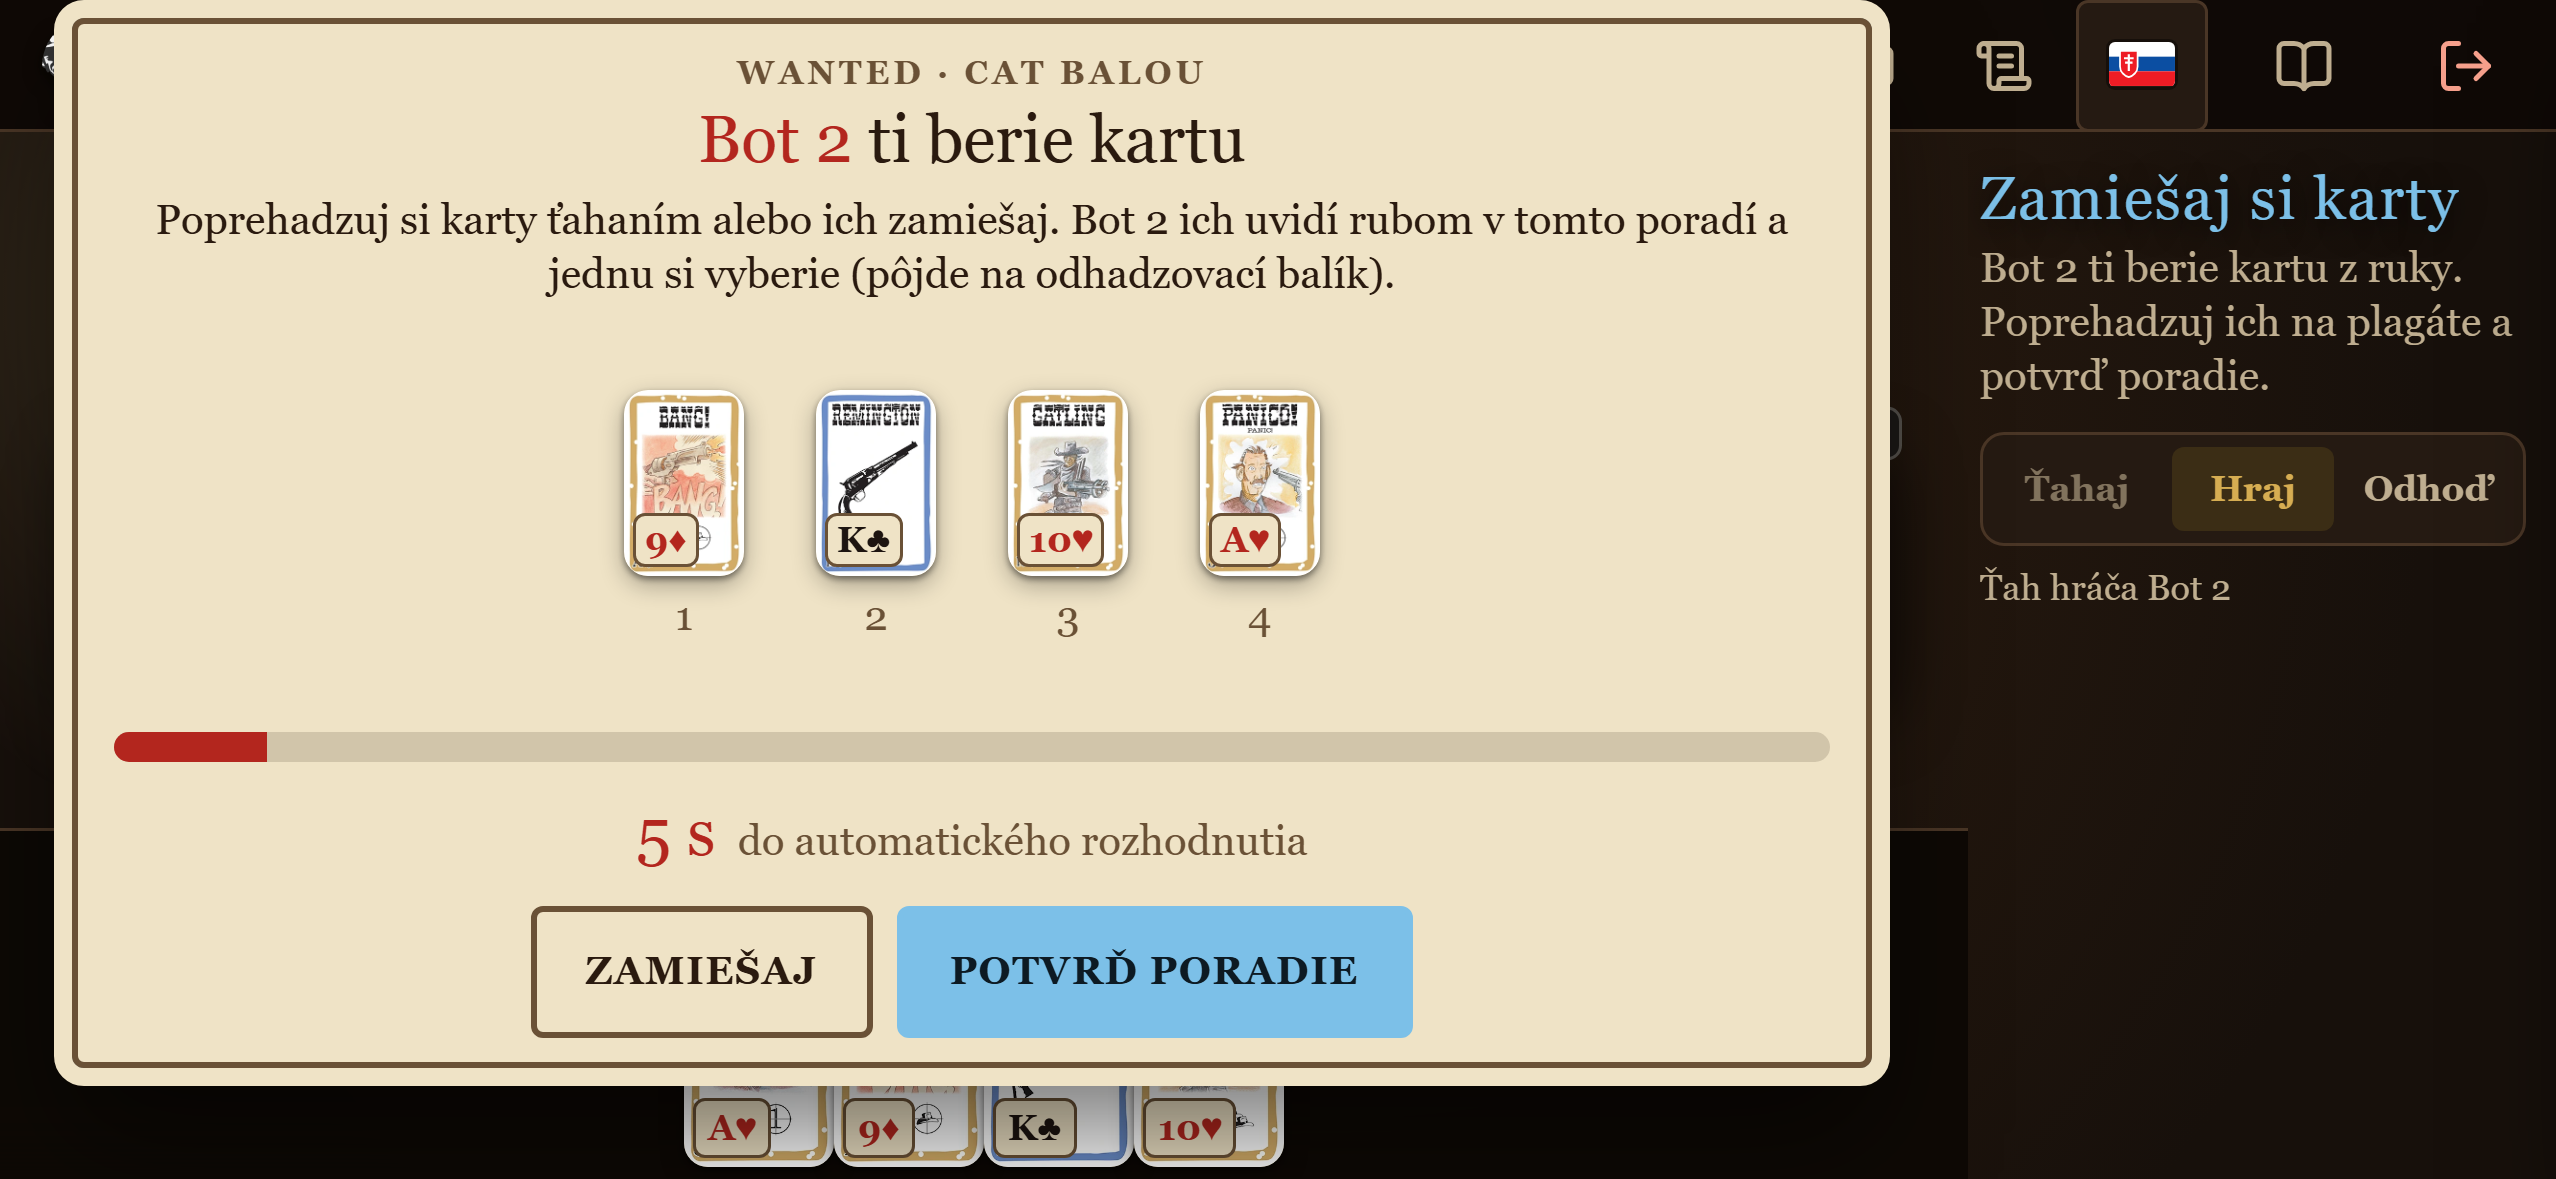 WANTED · CAT BALOU
Bot 2 ti berie kartu
Poprehadzuj si karty ťahaním alebo ich zamiešaj. Bot 2 ich uvidí rubom v tomto poradí a
jednu si vyberie (pôjde na odhadzovací balík).
BANG! REMINGTON GATLING PANICO!
PANIC!
BANG!
9♦ K♣ 10♥ A♥
1 2 3 4
5 s do automatického rozhodnutia
ZAMIEŠAJ POTVRĎ PORADIE
A♥ 1 9♦ K♣ 10♥
Zamiešaj si karty
Bot 2 ti berie kartu z ruky.
Poprehadzuj ich na plagáte a
potvrď poradie.
Ťahaj Hraj Odhoď
Ťah hráča Bot 2